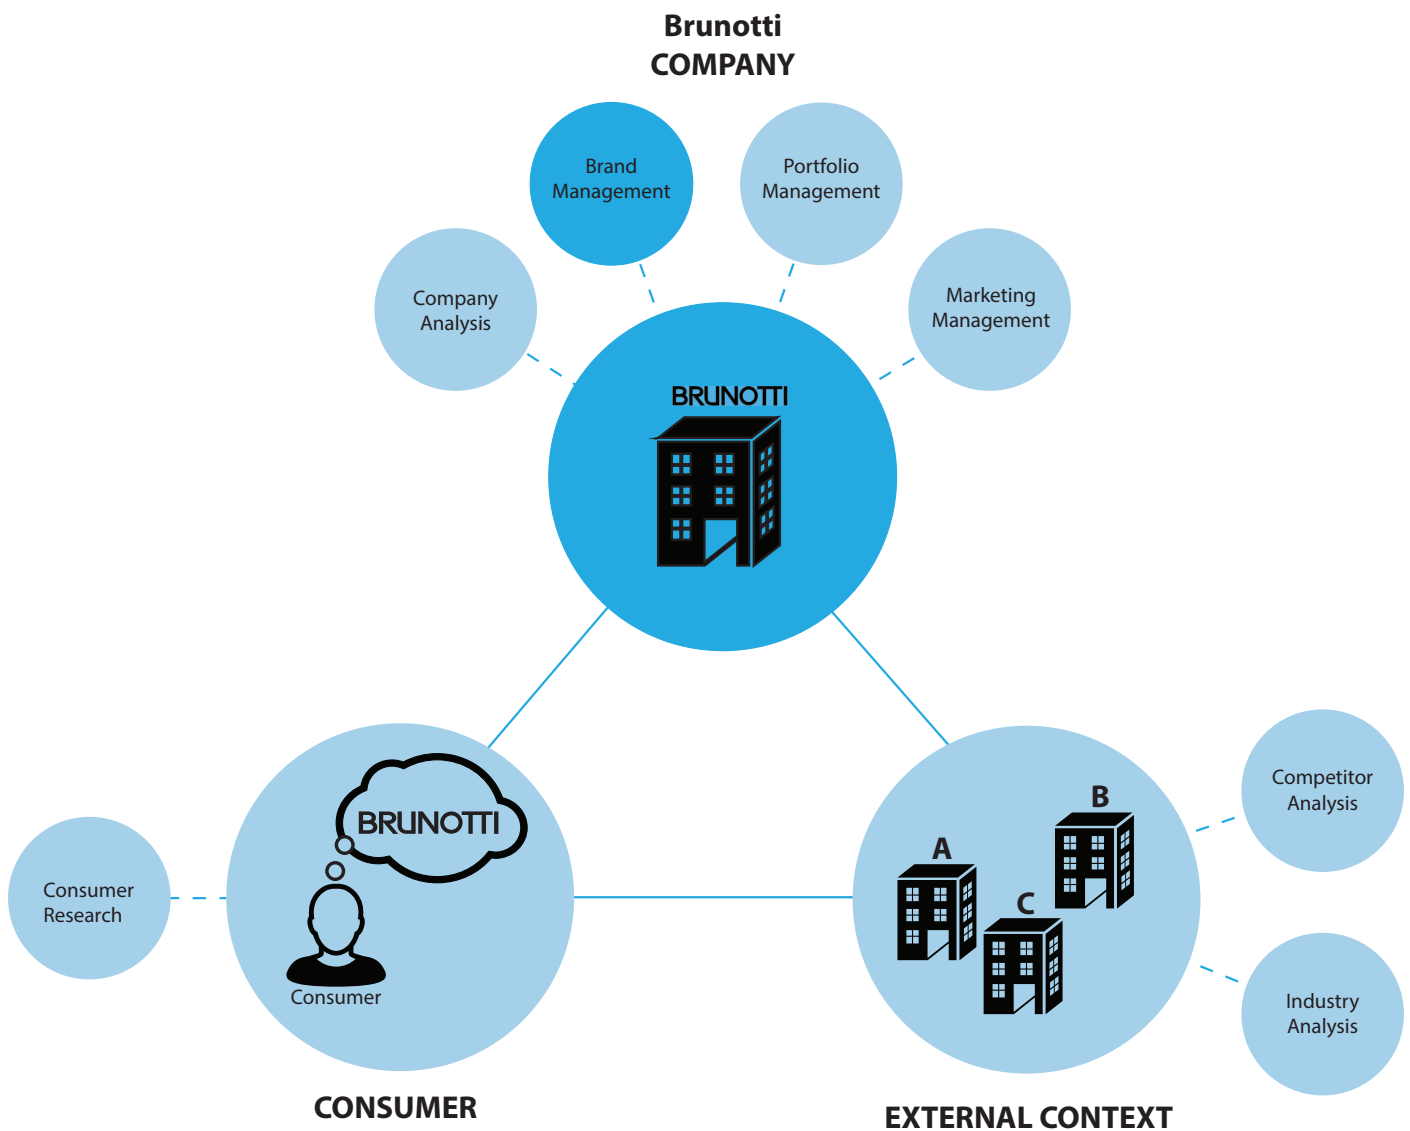 Brunotti
COMPANY
Brand
Management
Portfolio
Management
Company
Analysis
Marketing
Management
BRUNOTTI
BRUNOTTI
Consumer
Consumer
Research
CONSUMER
A
B
C
Competitor
Analysis
Industry
Analysis
EXTERNAL CONTEXT